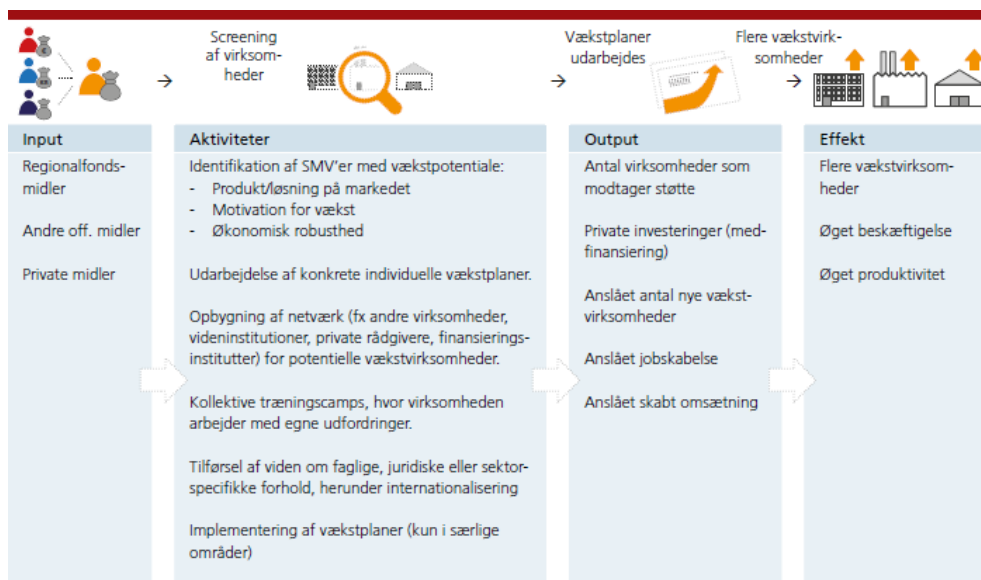 Screening
af virksom-
heder
Vækstplaner
udarbejdes
Flere vækstvirk-
somheder
Input
Regionalfonds-
midler
Andre off. midler
Private midler
Aktiviteter
Identifikation af SMV'er med vækstpotentiale:
- Produkt/løsning på markedet
- Motivation for vækst
- Økonomisk robusthed
Udarbejdelse af konkrete individuelle vækstplaner.
Opbygning af netværk (fx andre virksomheder,
videninstitutioner, private rådgivere, finansierings-
institutter) for potentielle vækstvirksomheder.
Kollektive træningscamps, hvor virksomheden
arbejder med egne udfordringer.
Tilførsel af viden om faglige, juridiske eller sektor-
specifikke forhold, herunder internationalisering
Implementering af vækstplaner (kun i særlige
områder)
Output
Antal virksomheder som
modtager støtte
Private investeringer (med-
finansiering)
Anslået antal nye vækst-
virksomheder
Anslået jobskabelse
Anslået skabt omsætning
Effekt
Flere vækstvirksom-
heder
Øget beskæftigelse
Øget produktivitet